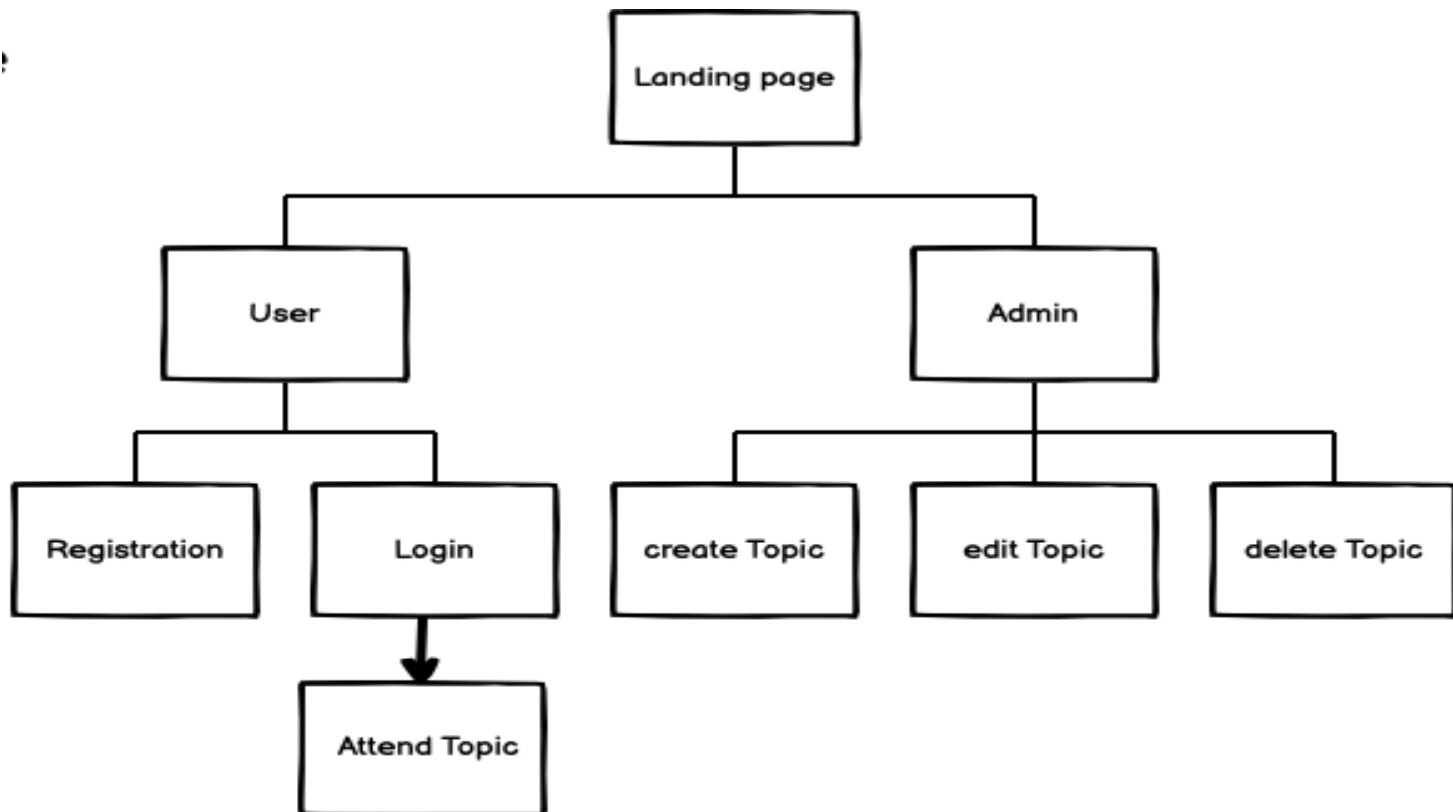 Landing page
User
Admin
Registration
Login
create Topic
edit Topic
delete Topic
Attend Topic